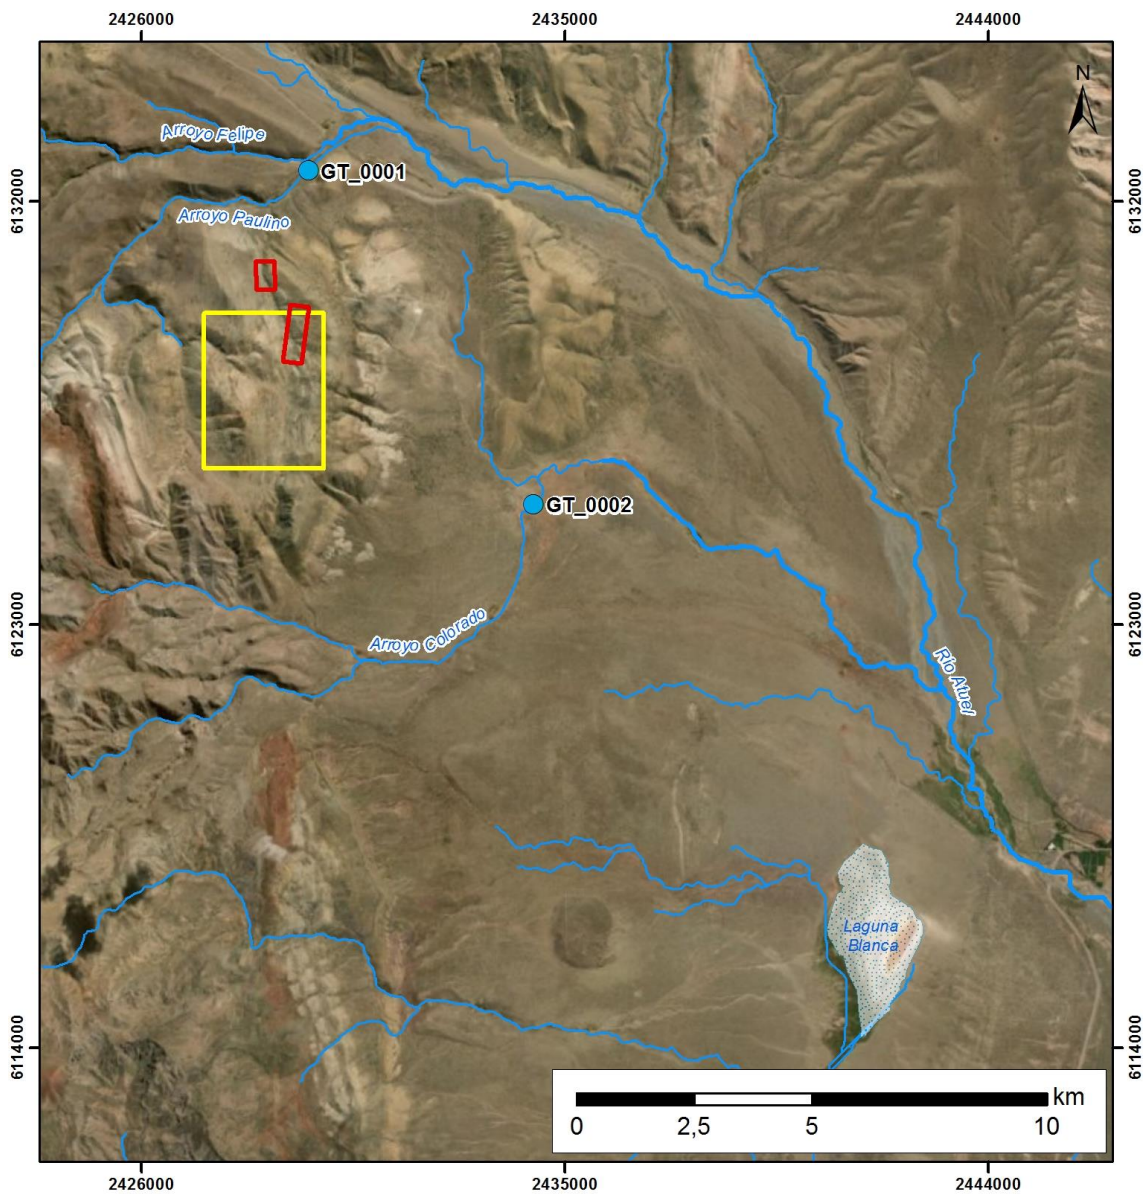 2426000
2435000
2444000
N
Arroyo Felipe
GT_0001
6132000
6132000
Arroyo Paulino
GT_0002
6123000
6123000
Arroyo Colorado
Río Atuel
Laguna
Blanca
6114000
6114000
km
0
2,5
5
10
2426000
2435000
2444000